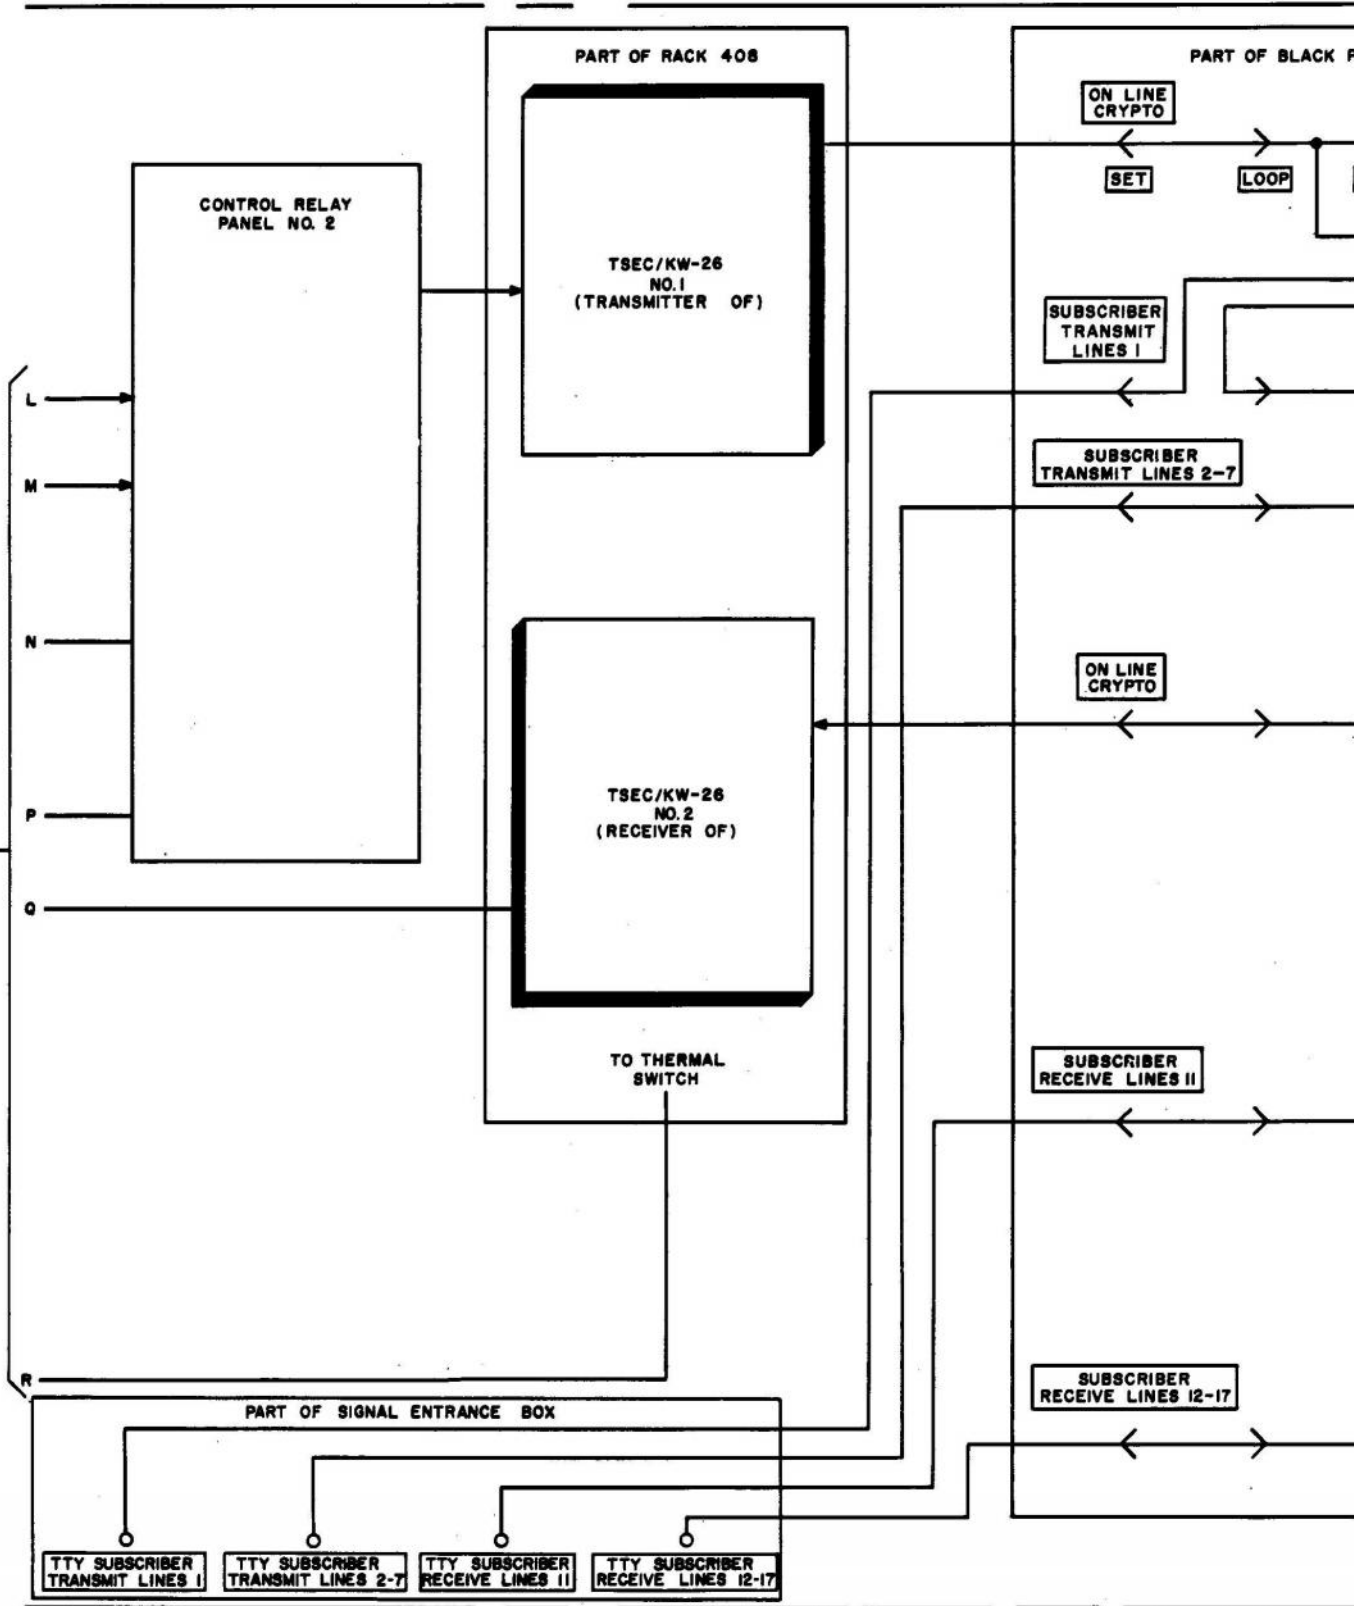 PART OF RACK 408
PART OF BLACK P
ON LINE
CRYPTO
SET
LOOP
CONTROL RELAY
PANEL NO. 2
TSEC/KW-26
NO.1
(TRANSMITTER OF)
SUBSCRIBER
TRANSMIT
LINES 1
L
M
SUBSCRIBER
TRANSMIT LINES 2-7
N
ON LINE
CRYPTO
P
TSEC/KW-26
NO.2
(RECEIVER OF)
Q
TO THERMAL
SWITCH
SUBSCRIBER
RECEIVE LINES 11
R
SUBSCRIBER
RECEIVE LINES 12-17
PART OF SIGNAL ENTRANCE BOX
TTY SUBSCRIBER
TRANSMIT LINES 1
TTY SUBSCRIBER
TRANSMIT LINES 2-7
TTY SUBSCRIBER
RECEIVE LINES 11
TTY SUBSCRIBER
RECEIVE LINES 12-17